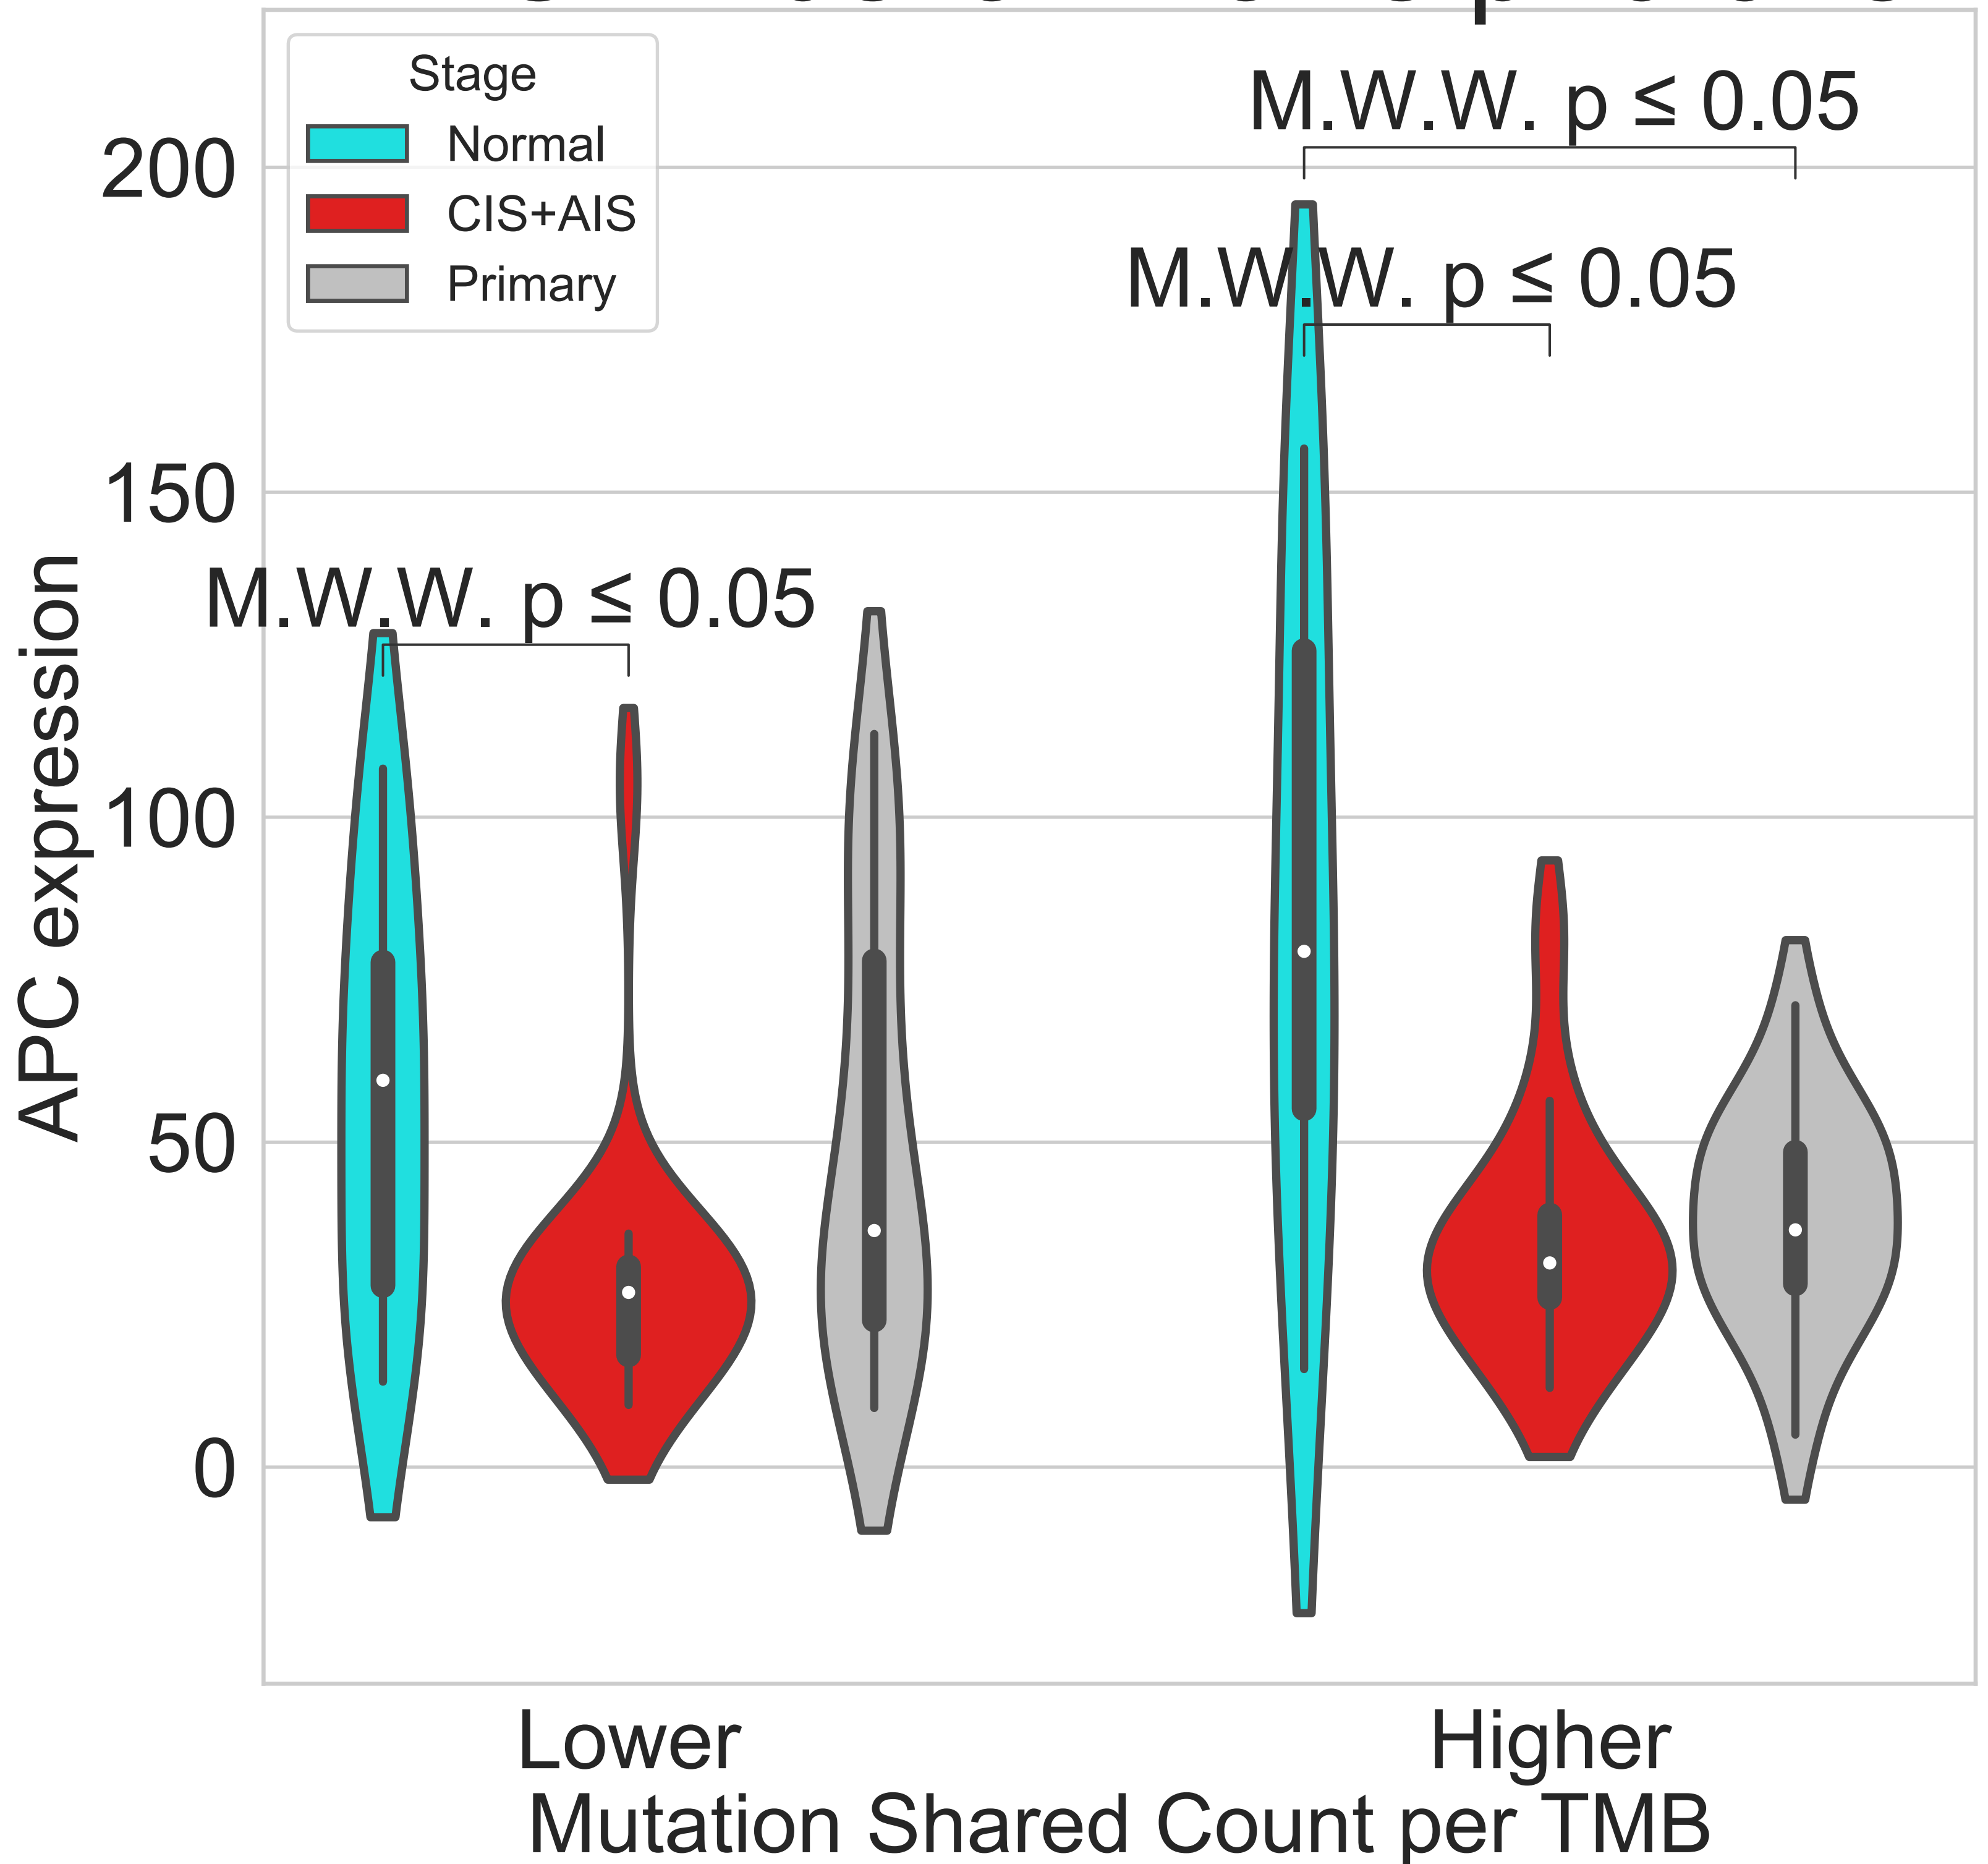 Stage
Normal
CIS+AIS
Primary
M.W.W. p ≤ 0.05
M.W.W. p ≤ 0.05
M.W.W. p ≤ 0.05
200
150
100
50
0
APC expression
Lower
Higher
Mutation Shared Count per TMB